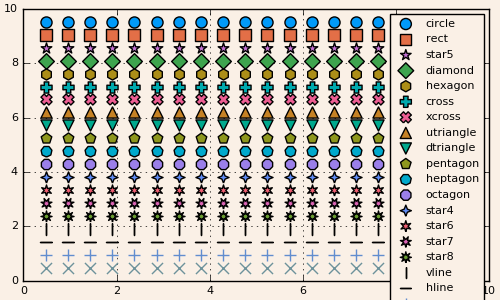 10
8
6
4
2
0
0
2
4
6
10
circle
rect
star5
diamond
hexagon
cross
xcross
utriangle
dtriangle
pentagon
heptagon
octagon
star4
star6
star7
star8
vline
hline